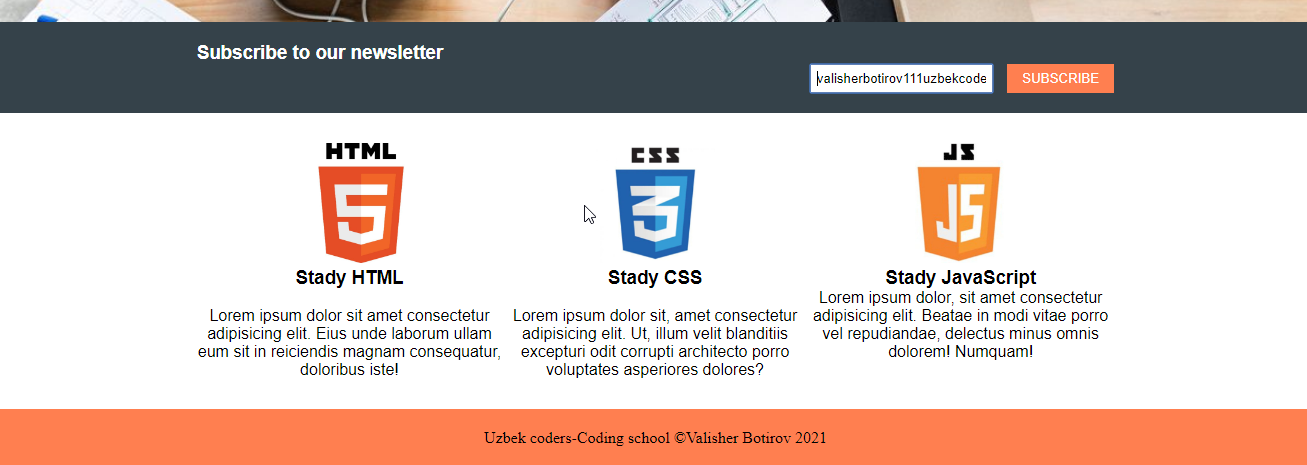 Subscribe to our newsletter
valisherbotirov111uzbekcode
SUBSCRIBE
HTML
5
Stady HTML
Lorem ipsum dolor sit amet consectetur
adipisicing elit. Eius unde laborum ullam
eum sit in reiciendis magnam consequatur,
doloribus iste!
CSS
3
Stady CSS
Lorem ipsum dolor sit, amet consectetur
adipisicing elit. Ut, illum velit blanditiis
excepturi odit corrupti architecto porro
voluptates asperiores dolores?
JS
JS
Stady JavaScript
Lorem ipsum dolor, sit amet consectetur
adipisicing elit. Beatae in modi vitae porro
vel repudiandae, delectus minus omnis
dolorem! Numquam!
Uzbek coders-Coding school ©Valisher Botirov 2021